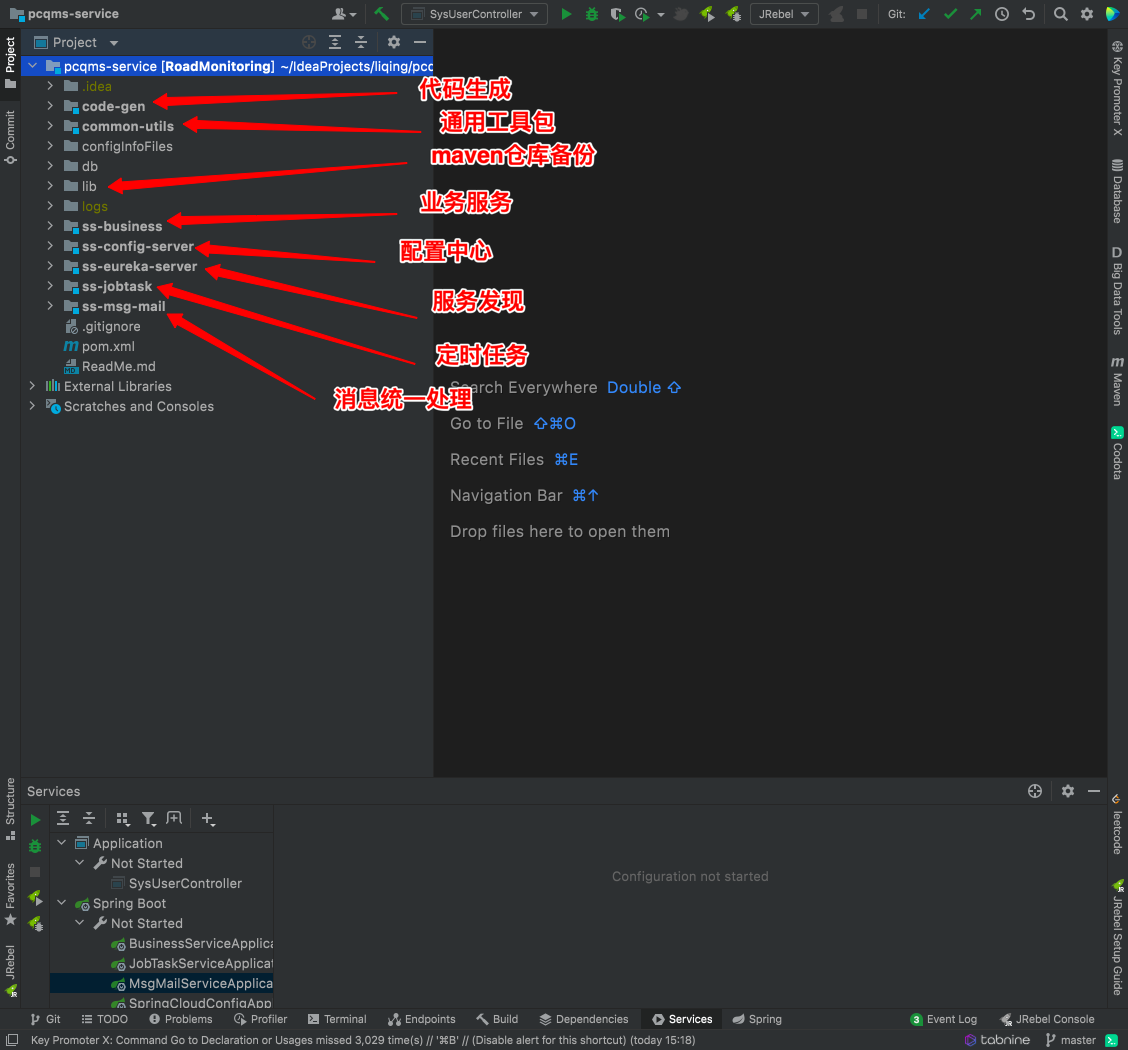 pcqms-service
SysUserController
JRebel
Git:
Project
pcqms-service [RoadMonitoring] ~/IdeaProjects/liqing/pcq
.idea
code-gen
common-utils
configInfoFiles
db
lib
logs
ss-business
ss-config-server
ss-eureka-server
ss-jobtask
ss-msg-mail
.gitignore
pom.xml
ReadMe.md
External Libraries
Scratches and Consoles
代码生成
通用工具包
maven仓库备份
业务服务
配置中心
服务发现
定时任务
消息统一处理
Search Everywhere Double ⇧
Go to File ⇧⌘O
Recent Files ⌘E
Navigation Bar ⌘↑
Drop files here to open them
Project
Commit
Structure
Favorites
JRebel
Key Promoter X
Database
D Big Data Tools
m Maven
Codota
leetcode
JRebel Setup Guide
Services
Application
Not Started
SysUserController
Spring Boot
Not Started
BusinessServiceApplica
JobTaskServiceApplicat
MsgMailServiceApplica
SpringCloudConfigApp
Configuration not started
Git
TODO
Problems
Profiler
Terminal
Endpoints
Build
Dependencies
Services
Spring
3 Event Log
JRebel Console
Key Promoter X: Command Go to Declaration or Usages missed 3,029 time(s) // '⌘B' // (Disable alert for this shortcut) (today 15:18)
tabnine
master